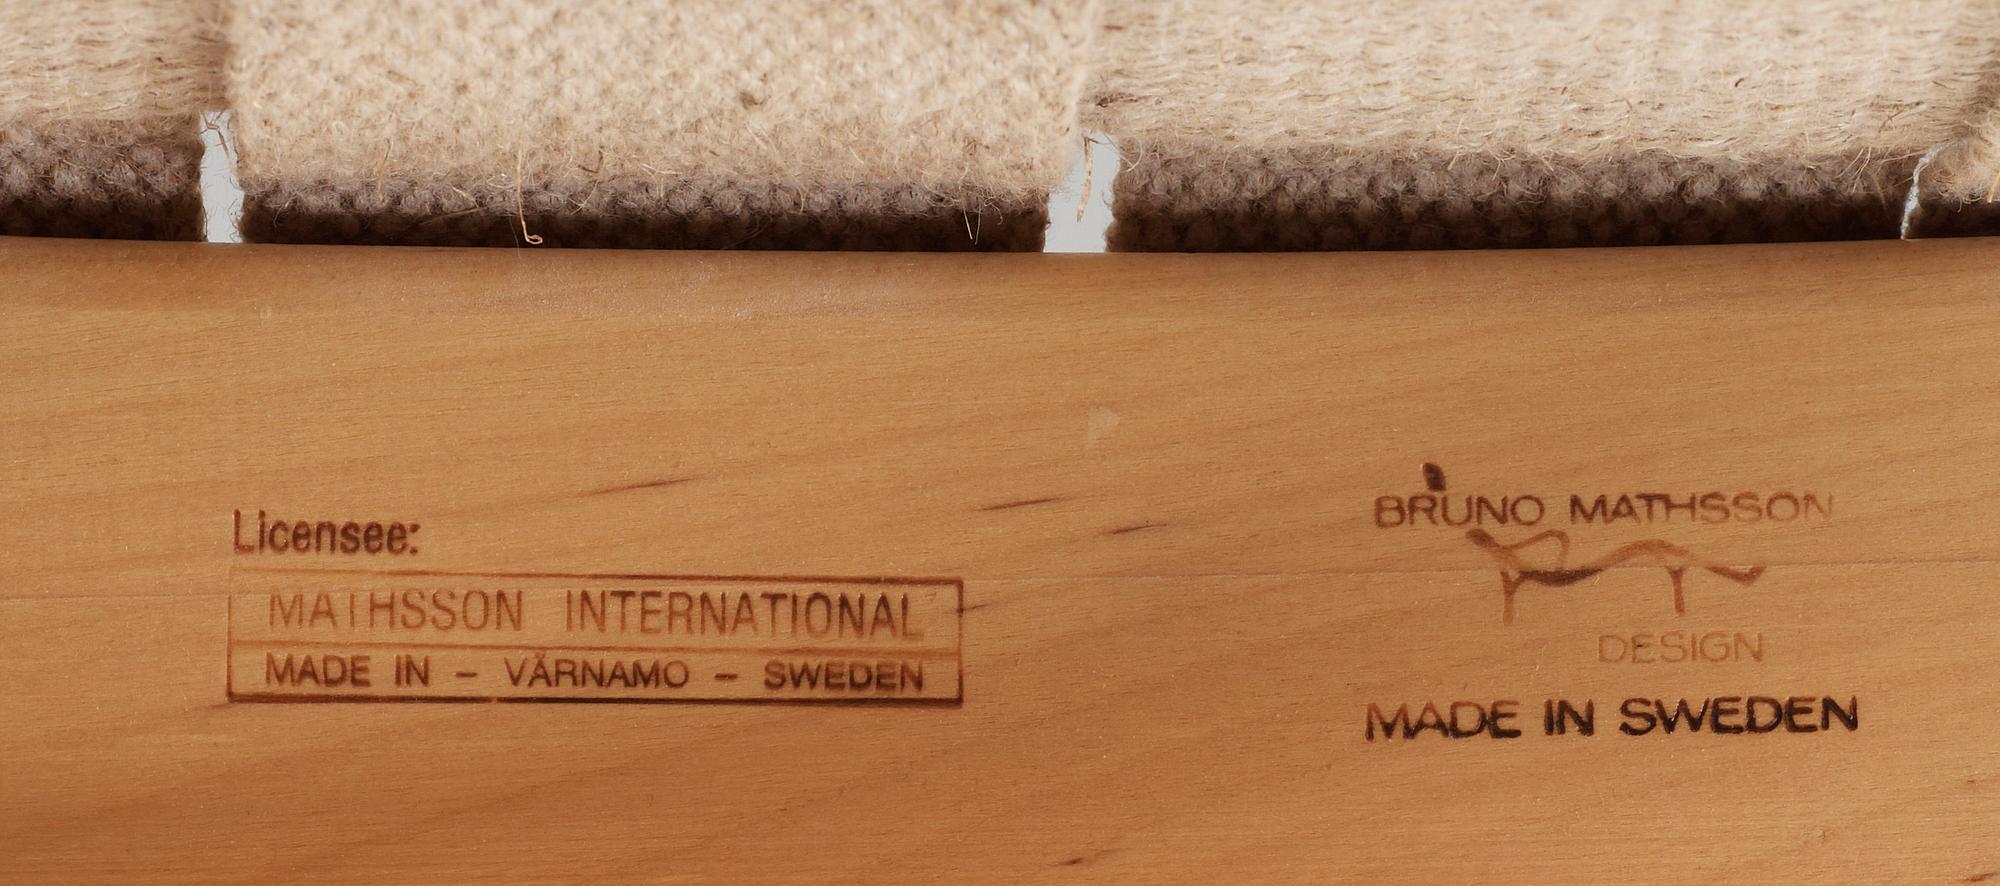 Licensee:
MATHSSON INTERNATIONAL
MADE IN – VÄRNAMO – SWEDEN
BRUNO MATHSSON
DESIGN
MADE IN SWEDEN